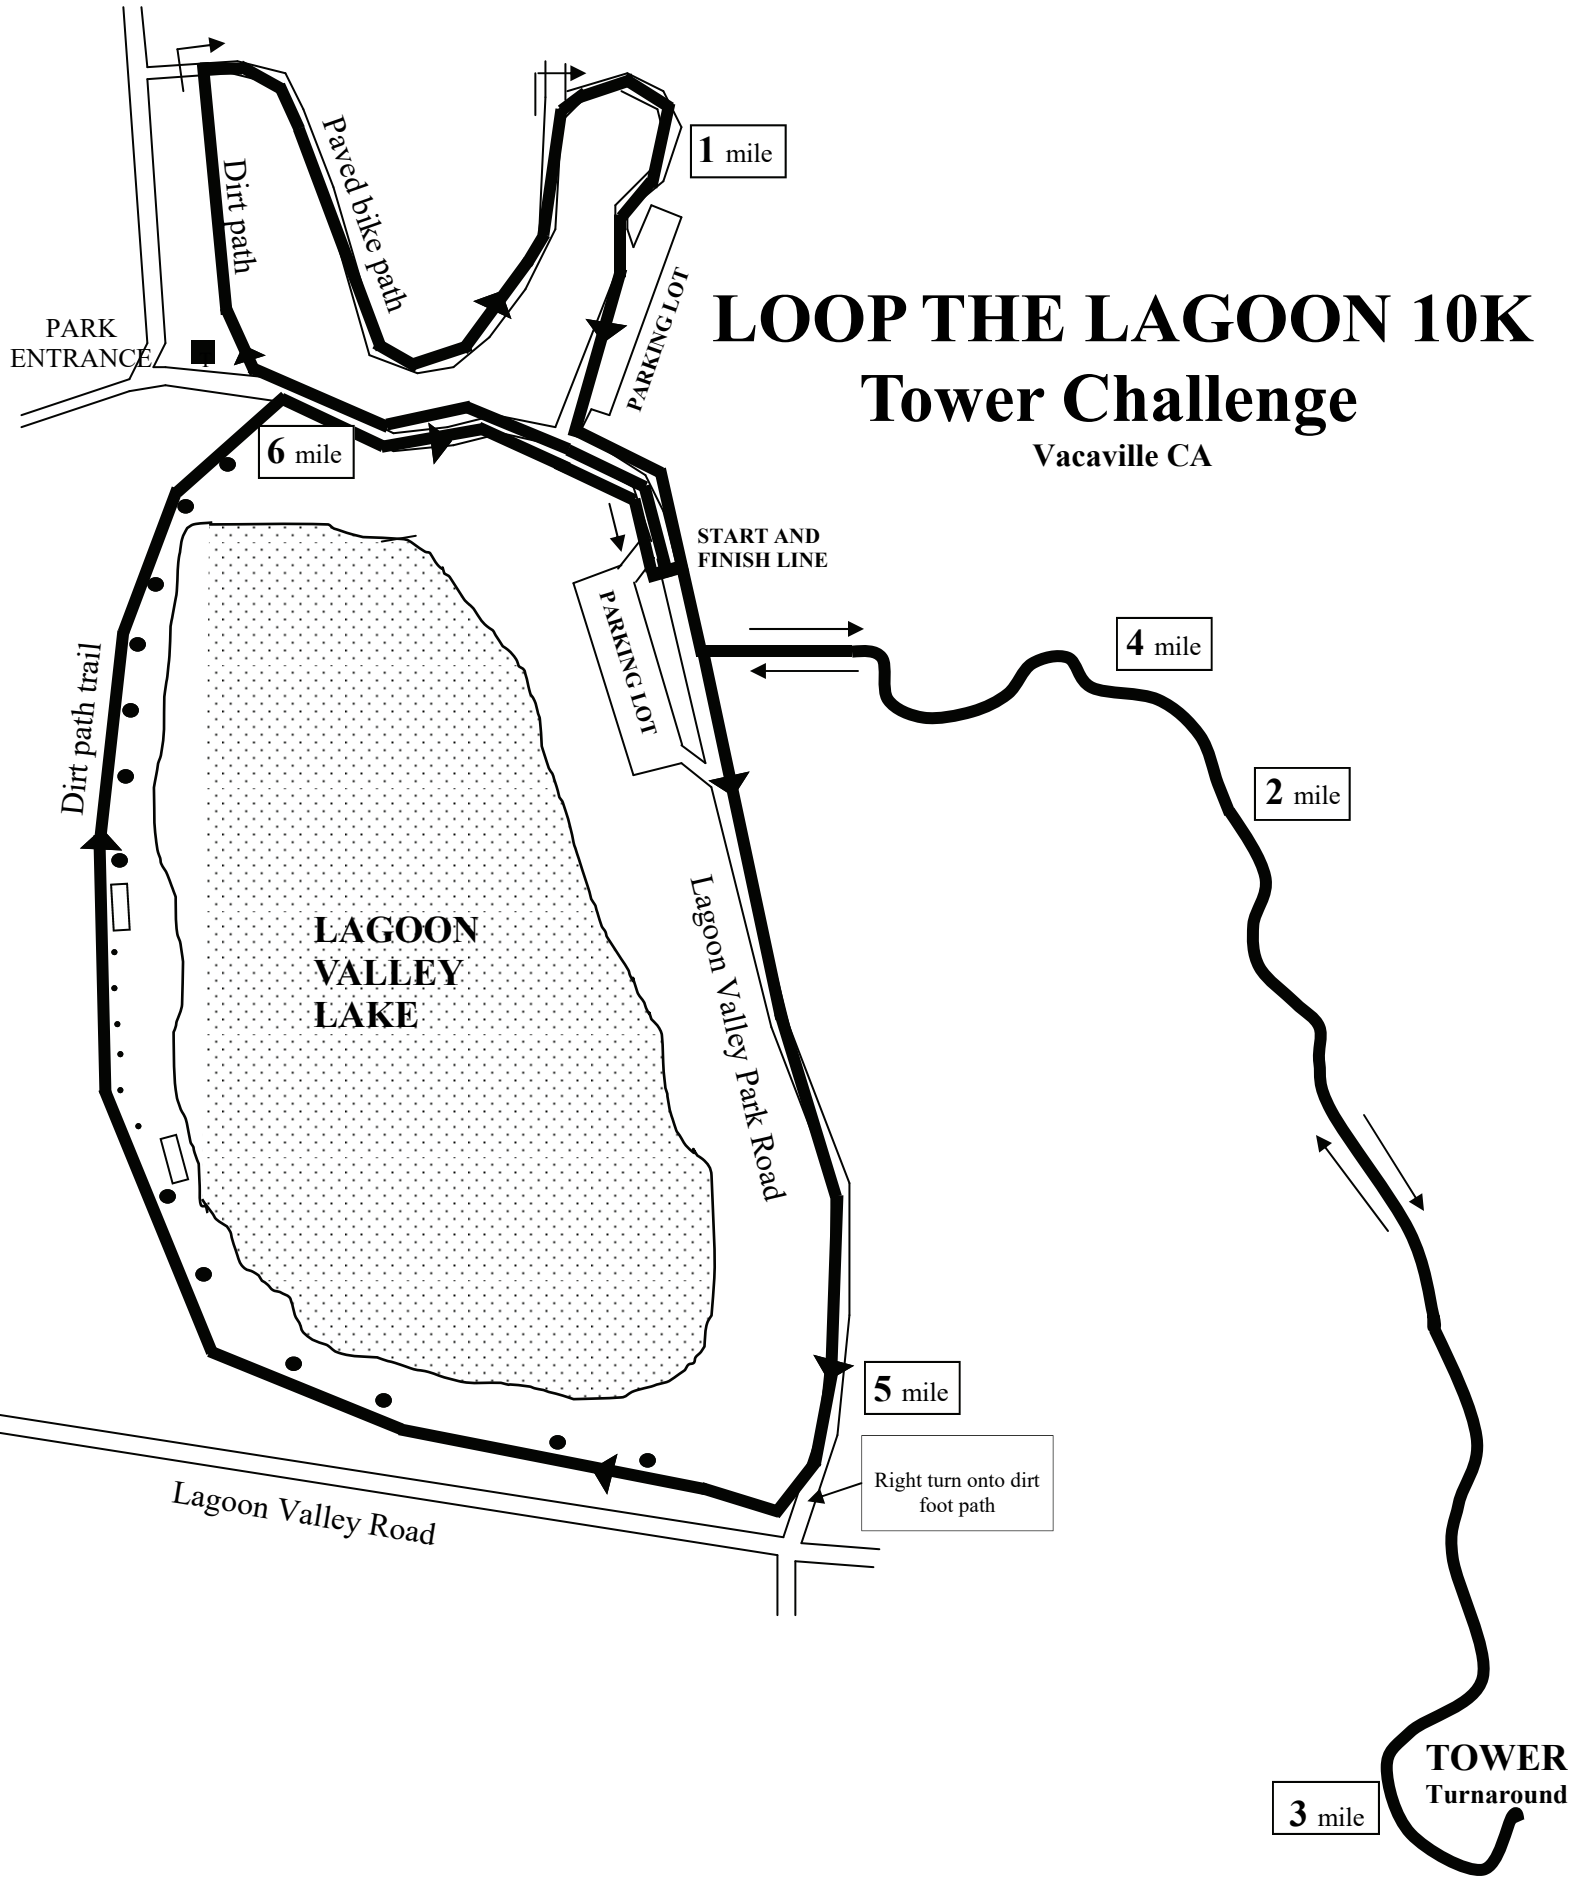 Dirt path
Paved bike path
1 mile
PARKING LOT
PARK
ENTRANCE
LOOP THE LAGOON 10K
Tower Challenge
Vacaville CA
6 mile
START AND
FINISH LINE
PARKING LOT
4 mile
Dirt path trail
2 mile
LAGOON
VALLEY
LAKE
Lagoon Valley Park Road
5 mile
Right turn onto dirt
foot path
Lagoon Valley Road
TOWER
Turnaround
3 mile